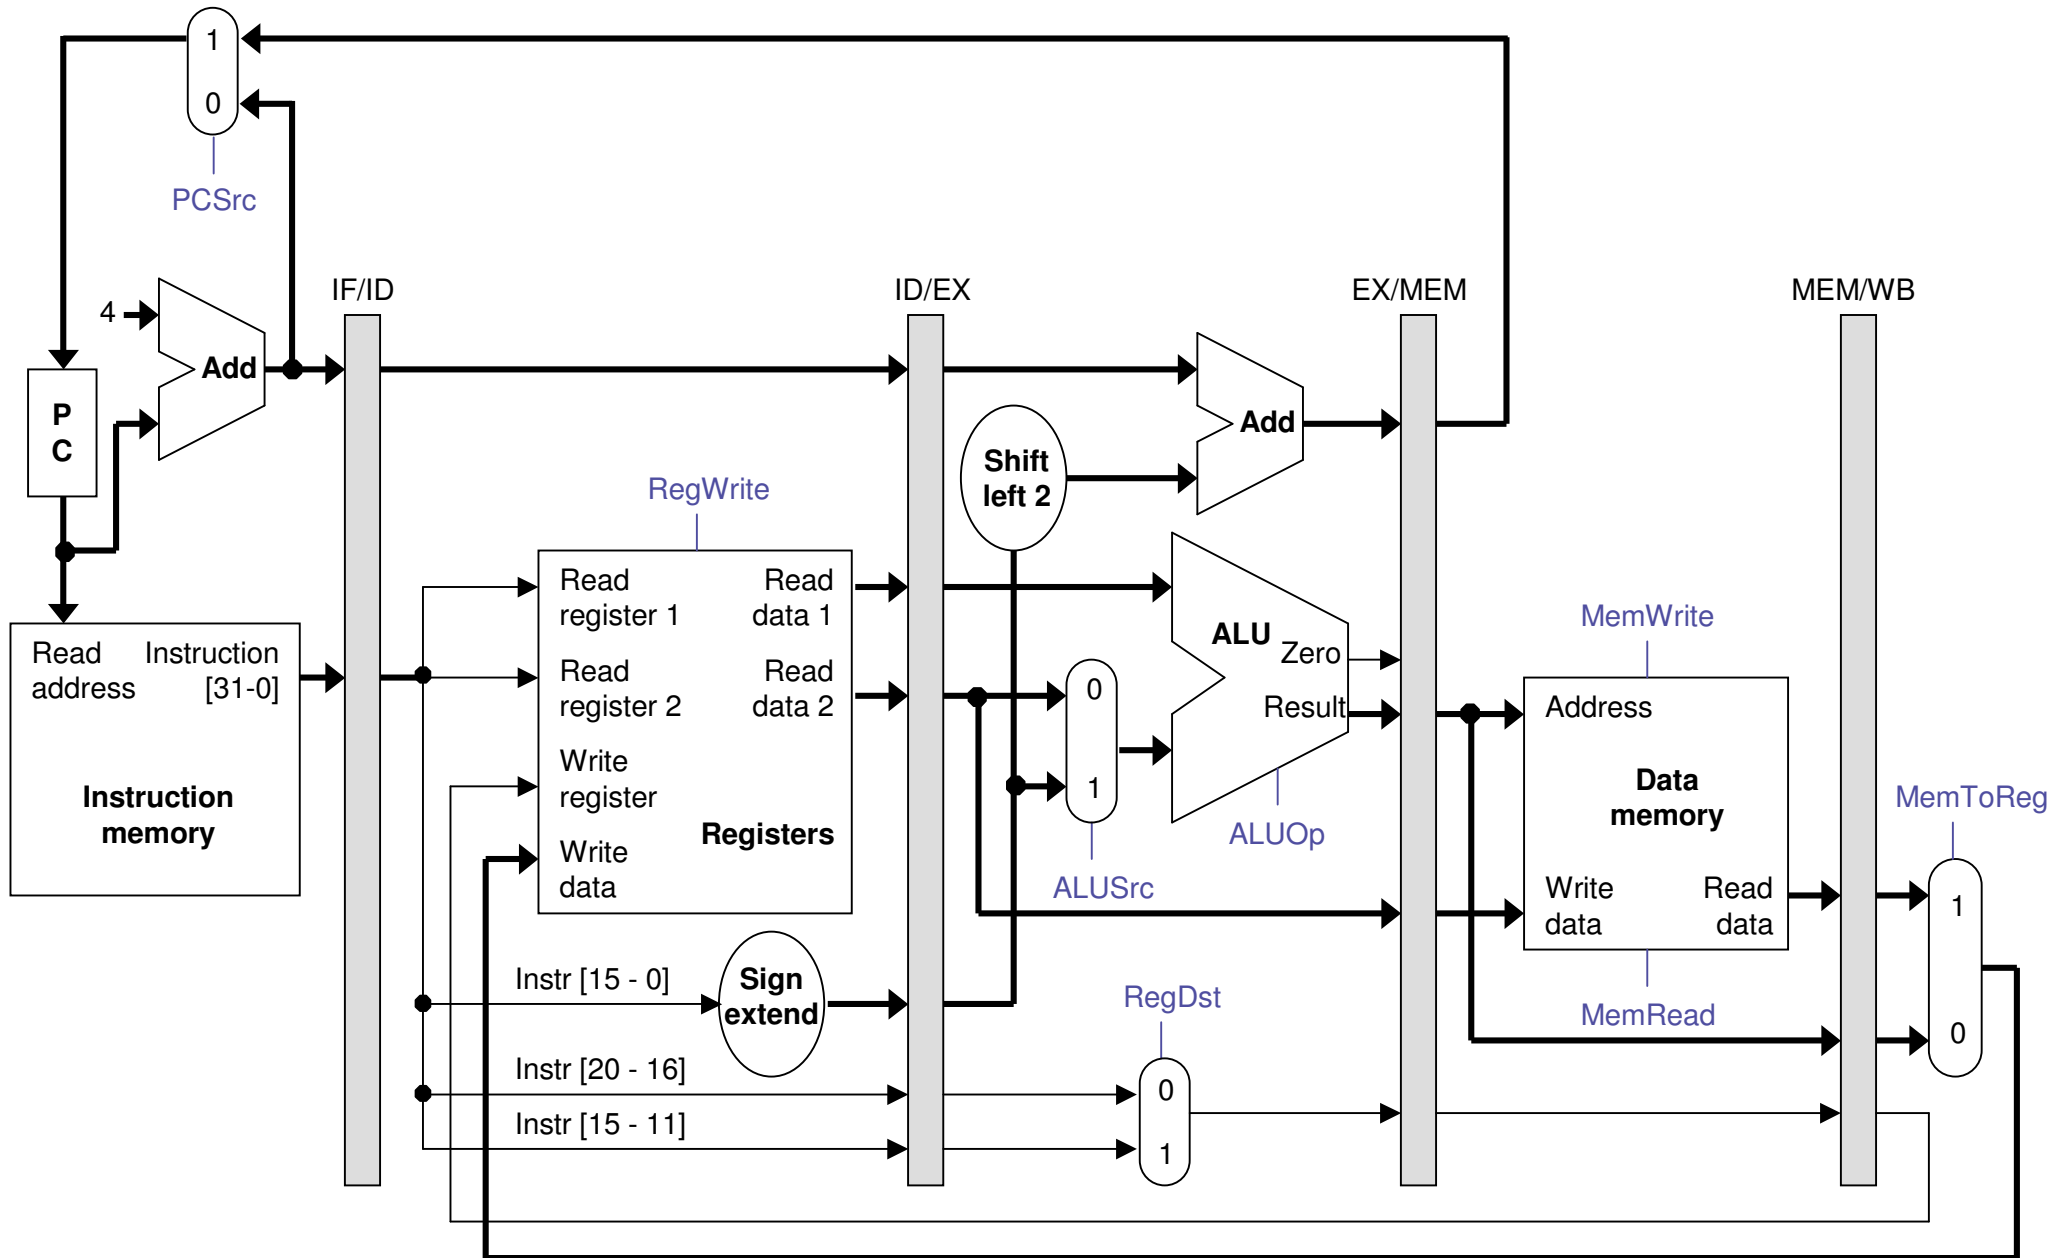 1
0
PCSrc
4
Add
P
C
IF/ID
ID/EX
EX/MEM
MEM/WB
Add
Shift
left 2
RegWrite
Read
address
Instruction
[31-0]
Instruction
memory
Read
register 1
Read
data 1
Read
register 2
Read
data 2
Write
register
Write
data
Registers
0
1
ALUSrc
ALU
Zero
Result
ALUOp
MemWrite
Address
Data
memory
Write
data
Read
data
MemRead
MemToReg
1
0
Instr [15 - 0]
Sign
extend
Instr [20 - 16]
Instr [15 - 11]
RegDst
0
1